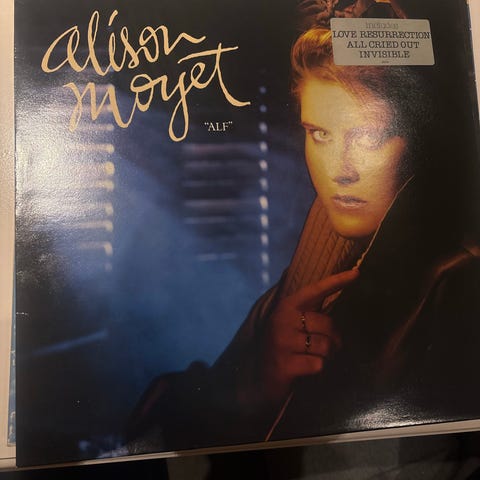 alison
moyet
"ALF"
includes
LOVE RESURRECTION
ALL CRIED OUT
INVISIBLE